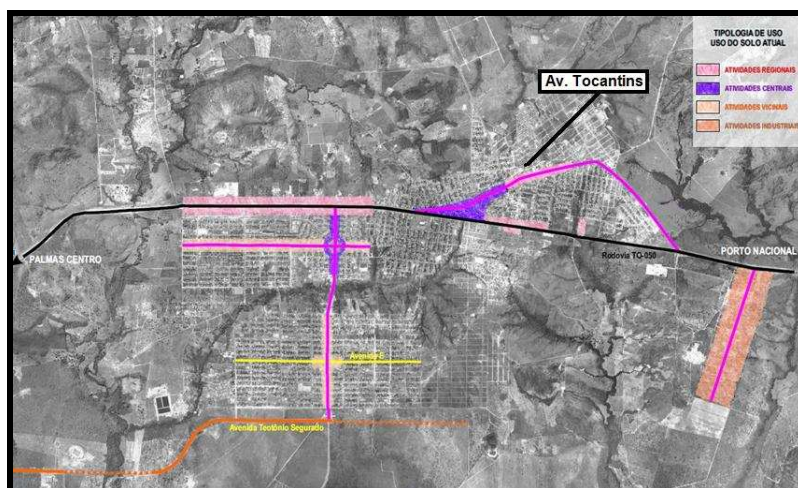 TIPOLOGIA DE USO
USO DO SOLO ATUAL
ATIVIDADES REGIONAIS
ATIVIDADES CENTRAIS
ATIVIDADES VICINAIS
ATIVIDADES INDUSTRIAIS
Av. Tocantins
PALMAS CENTRO
PORTO NACIONAL
Rodovia TO-050
Avenida E
Avenida Teotônio Segurado